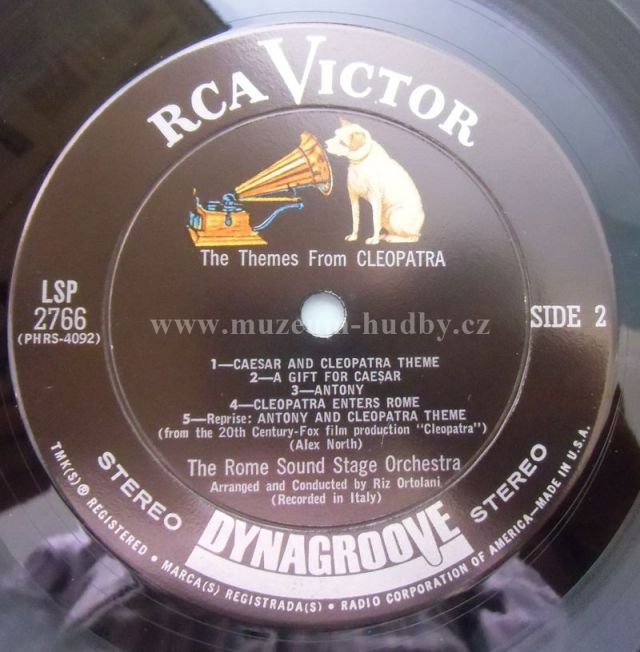 RCA VICTOR
The Themes From CLEOPATRA
LSP
2766
(PHRS-4092)
SIDE 2
www.muzeum-hudby.cz
1—CAESAR AND CLEOPATRA THEME
2—A GIFT FOR CAESAR
3—ANTONY
4—CLEOPATRA ENTERS ROME
5—Reprise: ANTONY AND CLEOPATRA THEME
(from the 20th Century-Fox film production "Cleopatra")
(Alex North)
The Rome Sound Stage Orchestra
Arranged and Conducted by Riz Ortolani
(Recorded in Italy)
STEREO
STEREO
DYNAGROOVE
TMK(S) ® REGISTERED • MARCA(S) REGISTRADA(S) • RADIO CORPORATION OF AMERICA—MADE IN U.S.A.